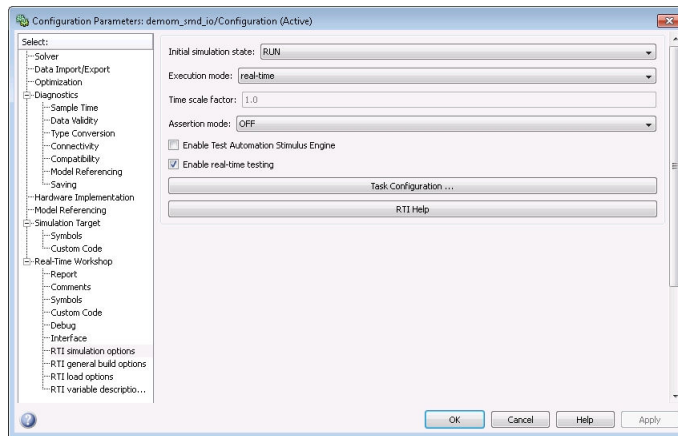 Configuration Parameters: demom_smd_io/Configuration (Active)
Select:
Solver
Data Import/Export
Optimization
Diagnostics
Sample Time
Data Validity
Type Conversion
Connectivity
Compatibility
Model Referencing
Saving
Hardware Implementation
Model Referencing
Simulation Target
Symbols
Custom Code
Real-Time Workshop
Report
Comments
Symbols
Custom Code
Debug
Interface
RTI simulation options
RTI general build options
RTI load options
RTI variable descriptio...
Initial simulation state: RUN
Execution mode: real-time
Time scale factor: 1.0
Assertion mode: OFF
Enable Test Automation Stimulus Engine
Enable real-time testing
Task Configuration ...
RTI Help
OK Cancel Help Apply